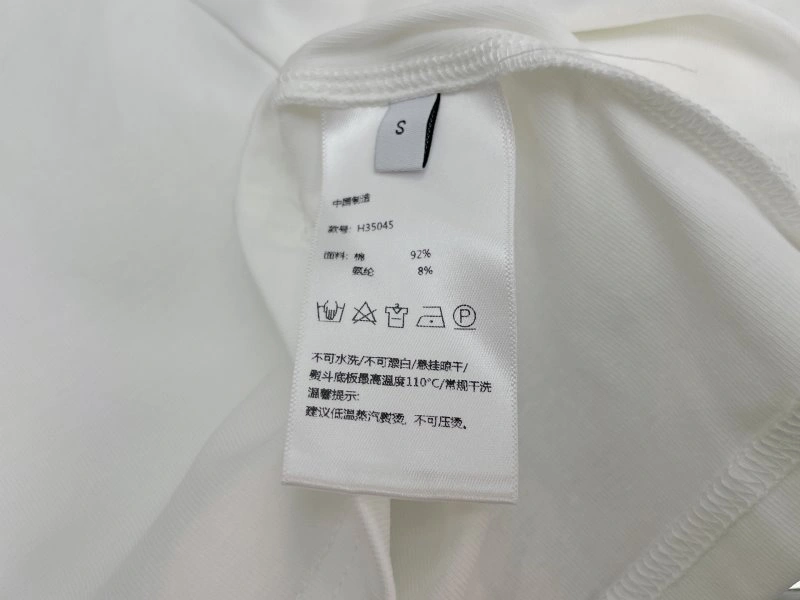 S
中国制造
款号: H35045
面料: 棉 92%
氨纶 8%
P
不可水洗/不可漂白/悬挂晾干/
熨斗底板最高温度110°C/常规干洗
温馨提示:
建议低温蒸汽熨烫, 不可压烫。